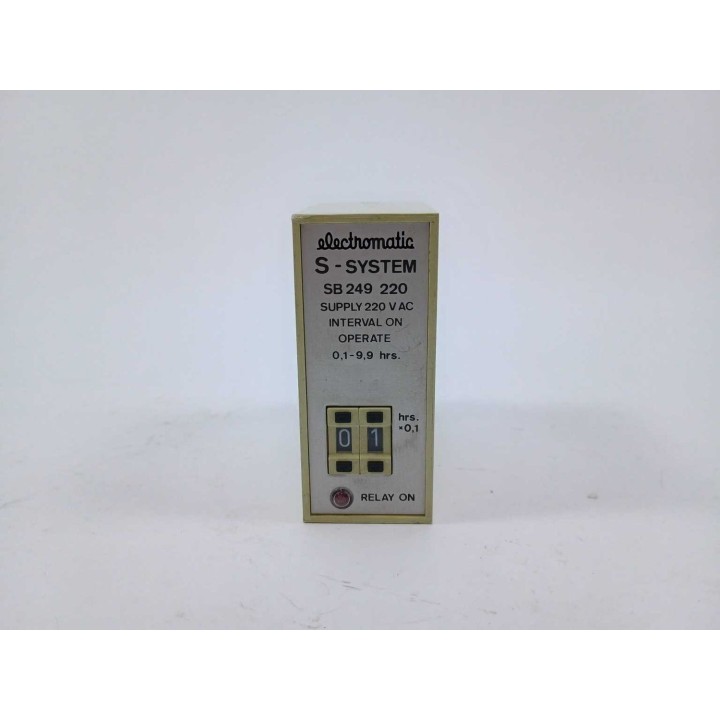 electromatic
S-SYSTEM
SB 249 220
SUPPLY 220 V AC
INTERVAL ON
OPERATE
0,1-9,9 hrs.
hrs.
×0,1
0 1
RELAY ON